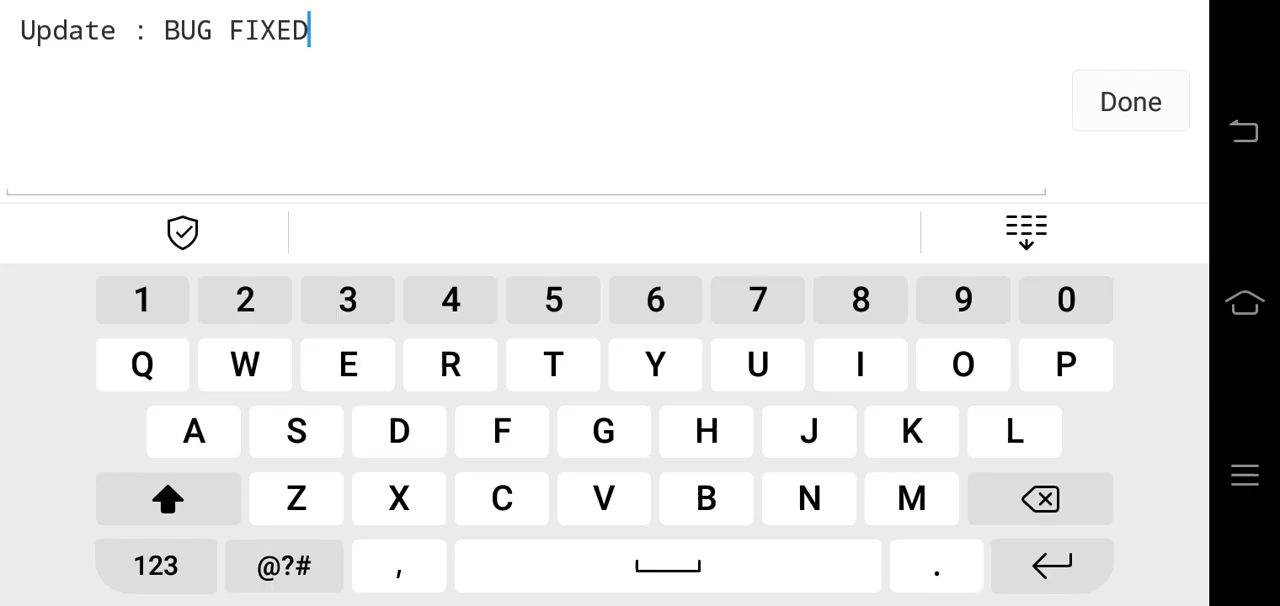 Update : BUG FIXED
Done
1 2 3 4 5 6 7 8 9 0
Q W E R T Y U I O P
A S D F G H J K L
Z X C V B N M
123 @?# , .